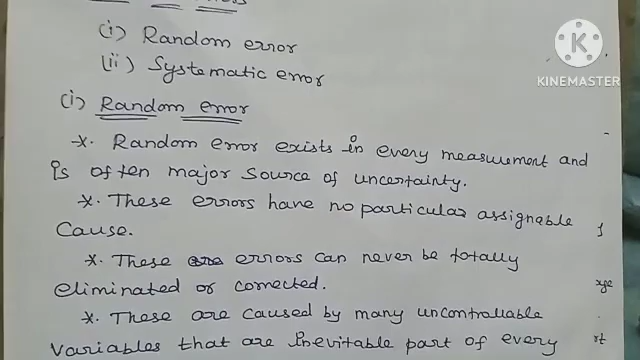 (i) Random error
(ii) Systematic error
(i) Random error
*. Random error exists in every measurement and
is often major source of uncertainty.
*. These errors have no particular assignable
Cause.
*. These errors can never be totally
eliminated or corrected.
*. These are caused by many uncontrollable
variables that are inevitable part of every
KINEMASTER